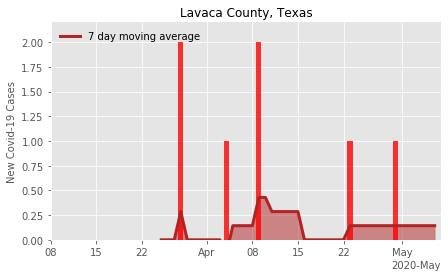 Lavaca County, Texas
7 day moving average
New Covid-19 Cases
2.00
1.75
1.50
1.25
1.00
0.75
0.50
0.25
0.00
08 15 22 Apr 08 15 22 May
2020-May